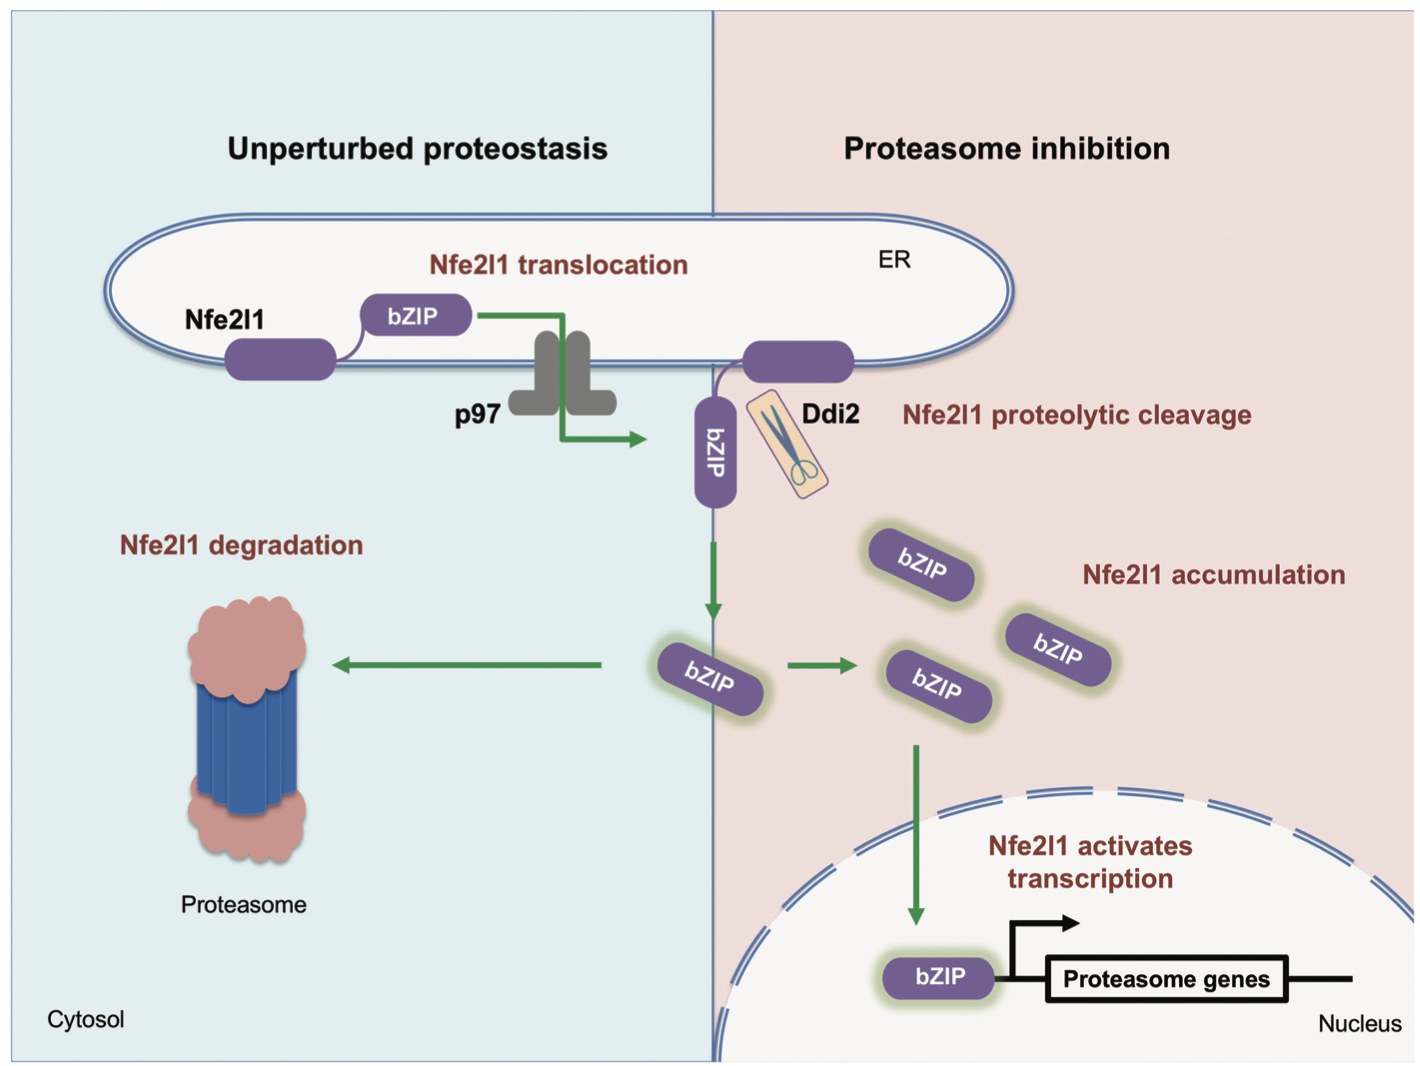 Unperturbed proteostasis
Proteasome inhibition
Nfe2l1 translocation
ER
Nfe2l1
bZIP
p97
bZIP
Ddi2
Nfe2l1 proteolytic cleavage
Nfe2l1 degradation
bZIP
Nfe2l1 accumulation
bZIP
bZIP
bZIP
Nfe2l1 activates
transcription
Proteasome
bZIP
Proteasome genes
Cytosol
Nucleus